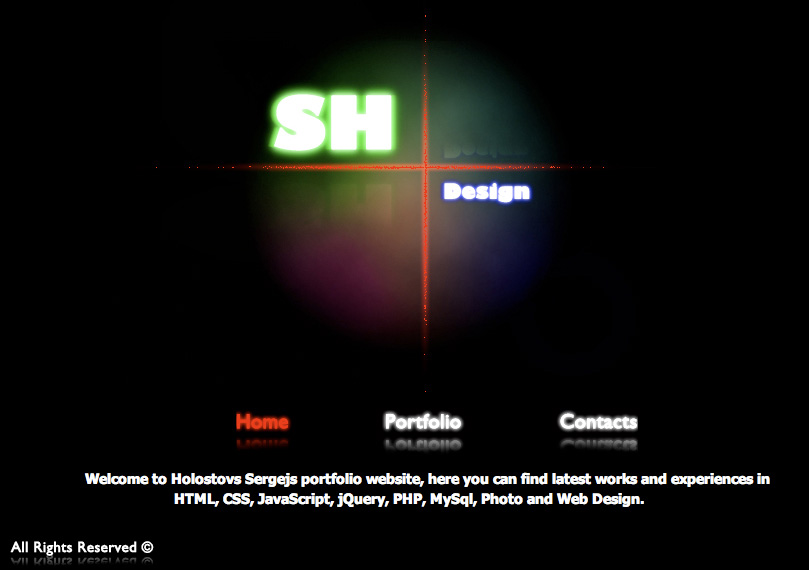 SH
Design
Home Portfolio Contacts
Welcome to Holostovs Sergejs portfolio website, here you can find latest works and experiences in
HTML, CSS, JavaScript, jQuery, PHP, MySql, Photo and Web Design.
All Rights Reserved ©